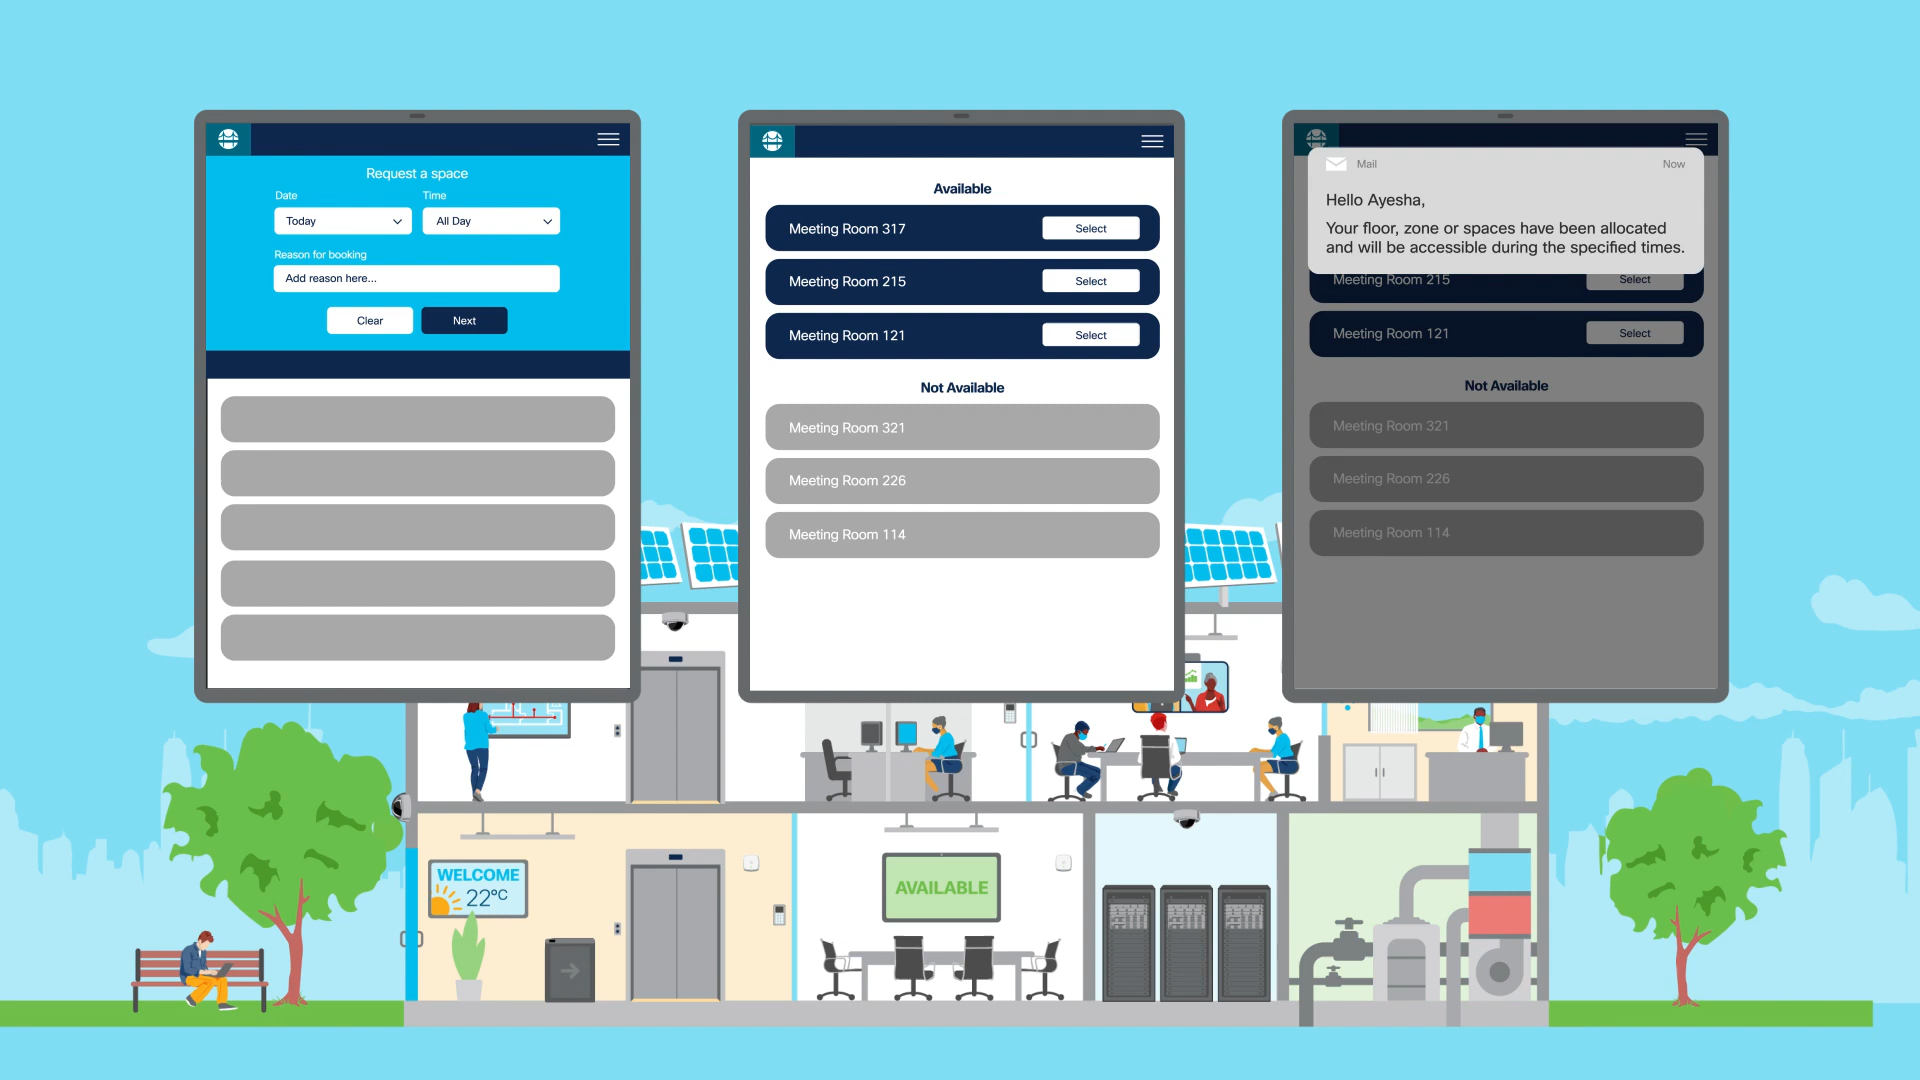 Request a space
Date
Time
Today
All Day
Reason for booking
Add reason here...
Clear
Next
Available
Meeting Room 317
Select
Meeting Room 215
Select
Meeting Room 121
Select
Not Available
Meeting Room 321
Meeting Room 226
Meeting Room 114
Mail
Now
Hello Ayesha,
Your floor, zone or spaces have been allocated
and will be accessible during the specified times.
Meeting Room 215
Select
Meeting Room 121
Select
Not Available
Meeting Room 321
Meeting Room 226
Meeting Room 114
WELCOME
22°C
AVAILABLE